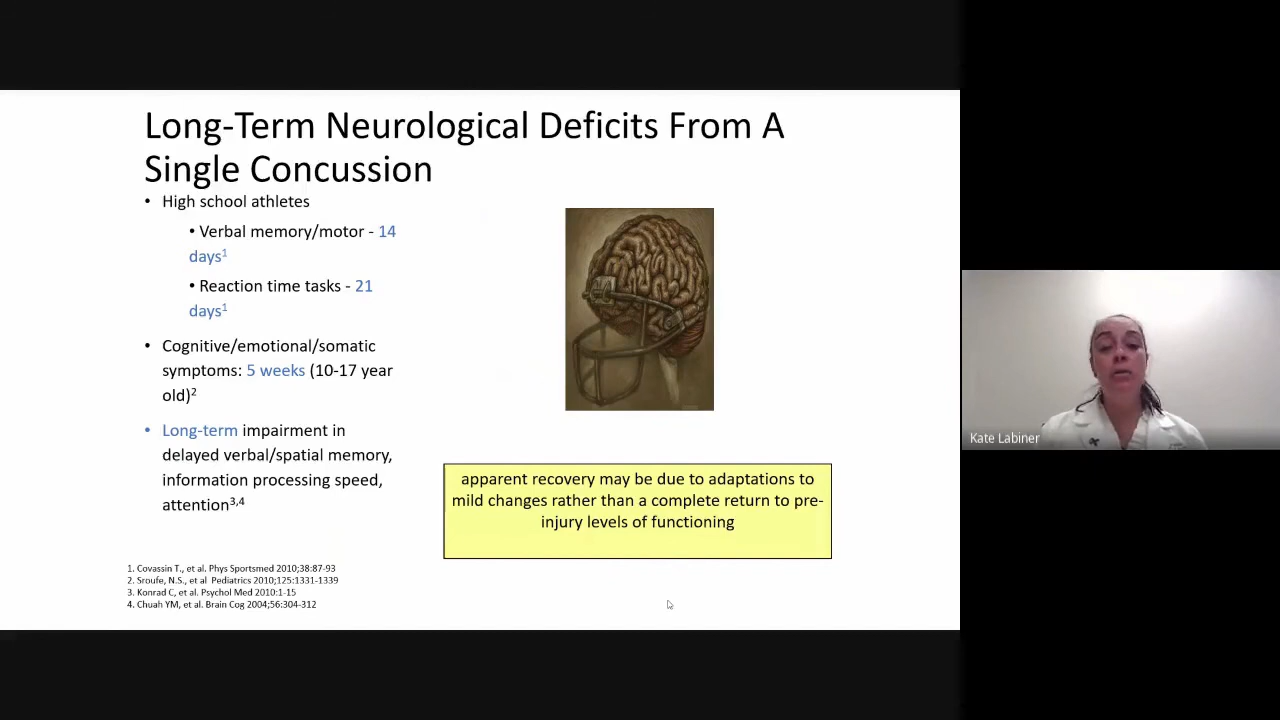 Long-Term Neurological Deficits From A
Single Concussion
• High school athletes
• Verbal memory/motor - 14
days1
• Reaction time tasks - 21
days1
• Cognitive/emotional/somatic
symptoms: 5 weeks (10-17 year
old)2
• Long-term impairment in
delayed verbal/spatial memory,
information processing speed,
attention3,4
apparent recovery may be due to adaptations to
mild changes rather than a complete return to pre-
injury levels of functioning
1. Covassin T., et al. Phys Sportsmed 2010;38:87-93
2. Sroufe, N.S., et al Pediatrics 2010;125:1331-1339
3. Konrad C, et al. Psychol Med 2010:1-15
4. Chuah YM, et al. Brain Cog 2004;56:304-312
Kate Labiner